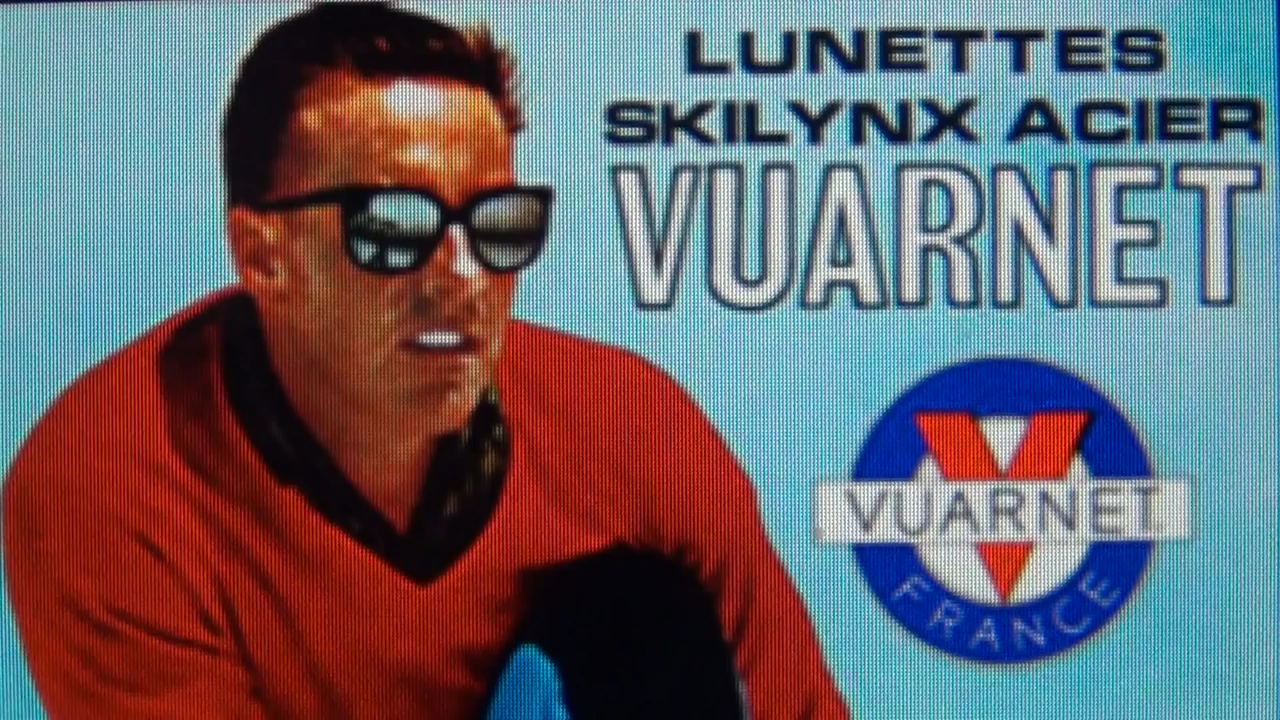 LUNETTES
SKILYNX ACIER
VUARNET
VUARNET
FRANCE